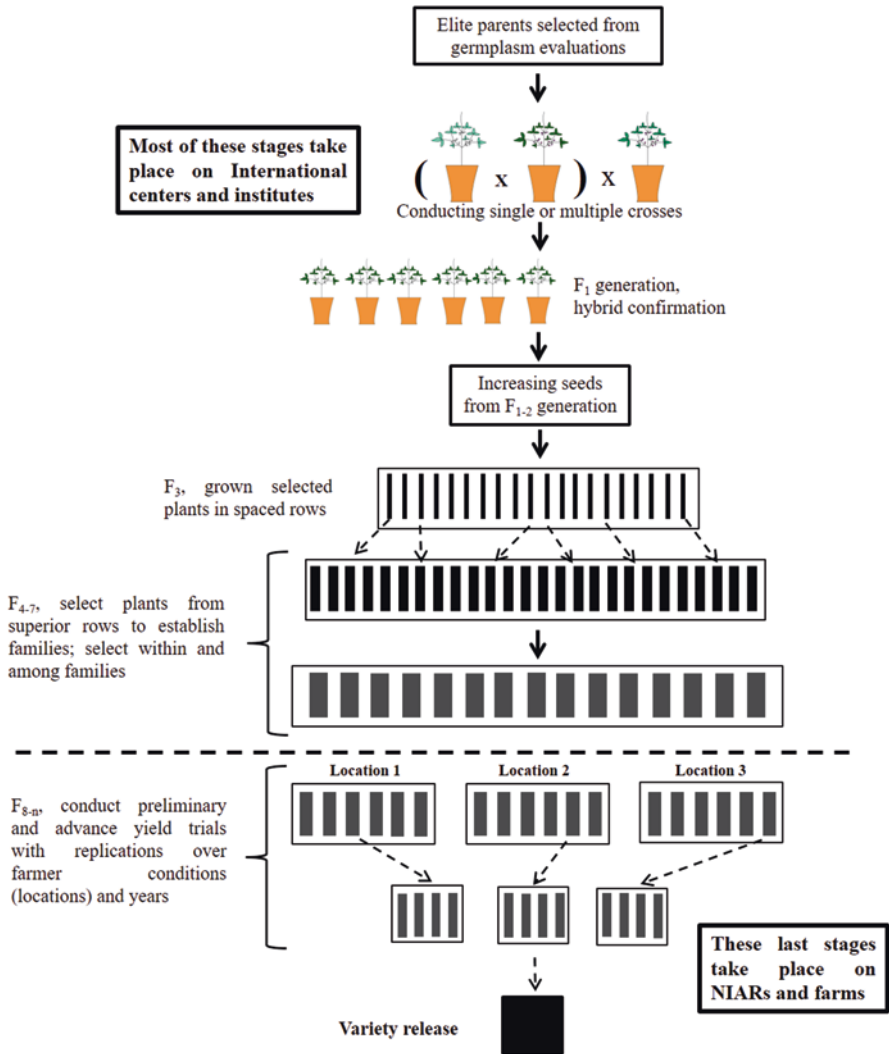 Elite parents selected from
germplasm evaluations
Most of these stages take
place on International
centers and institutes
( x ) x
Conducting single or multiple crosses
F₁ generation,
hybrid confirmation
Increasing seeds
from F₁₋₂ generation
F₃, grown selected
plants in spaced rows
F₄₋₇, select plants from
superior rows to establish
families; select within and
among families
Location 1 Location 2 Location 3
F₈₋ₙ, conduct preliminary
and advance yield trials
with replications over
farmer conditions
(locations) and years
These last stages
take place on
NIARs and farms
Variety release